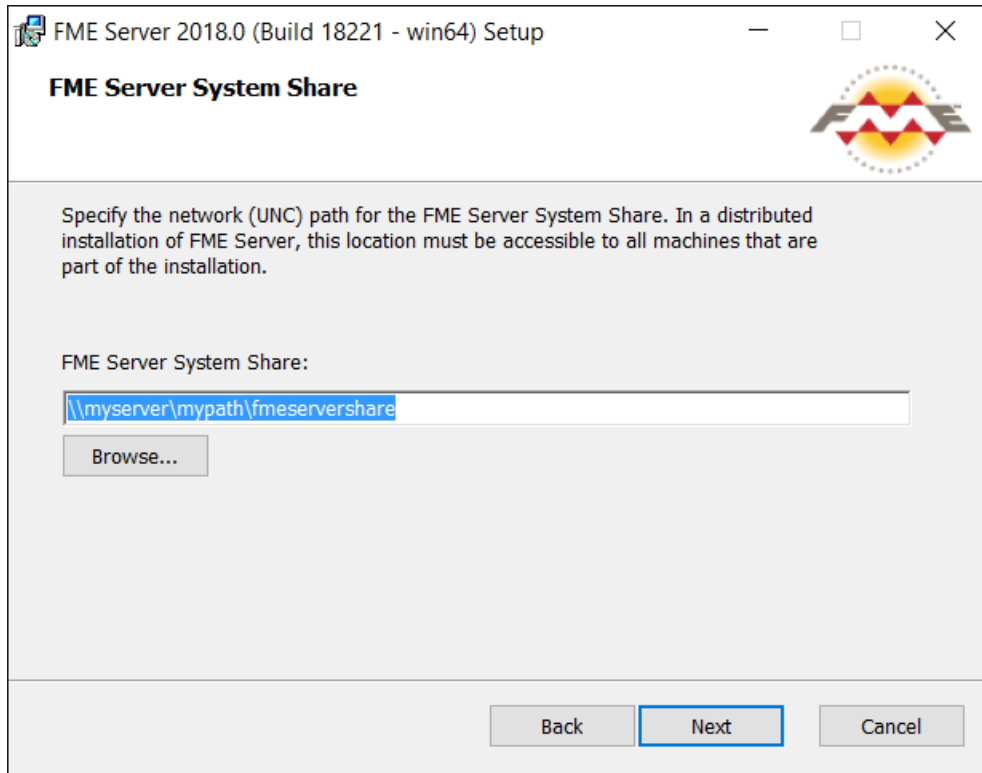 FME Server 2018.0 (Build 18221 - win64) Setup
FME Server System Share
FME
Specify the network (UNC) path for the FME Server System Share. In a distributed
installation of FME Server, this location must be accessible to all machines that are
part of the installation.
FME Server System Share:
\\myserver\mypath\fmeservershare
Browse...
Back
Next
Cancel